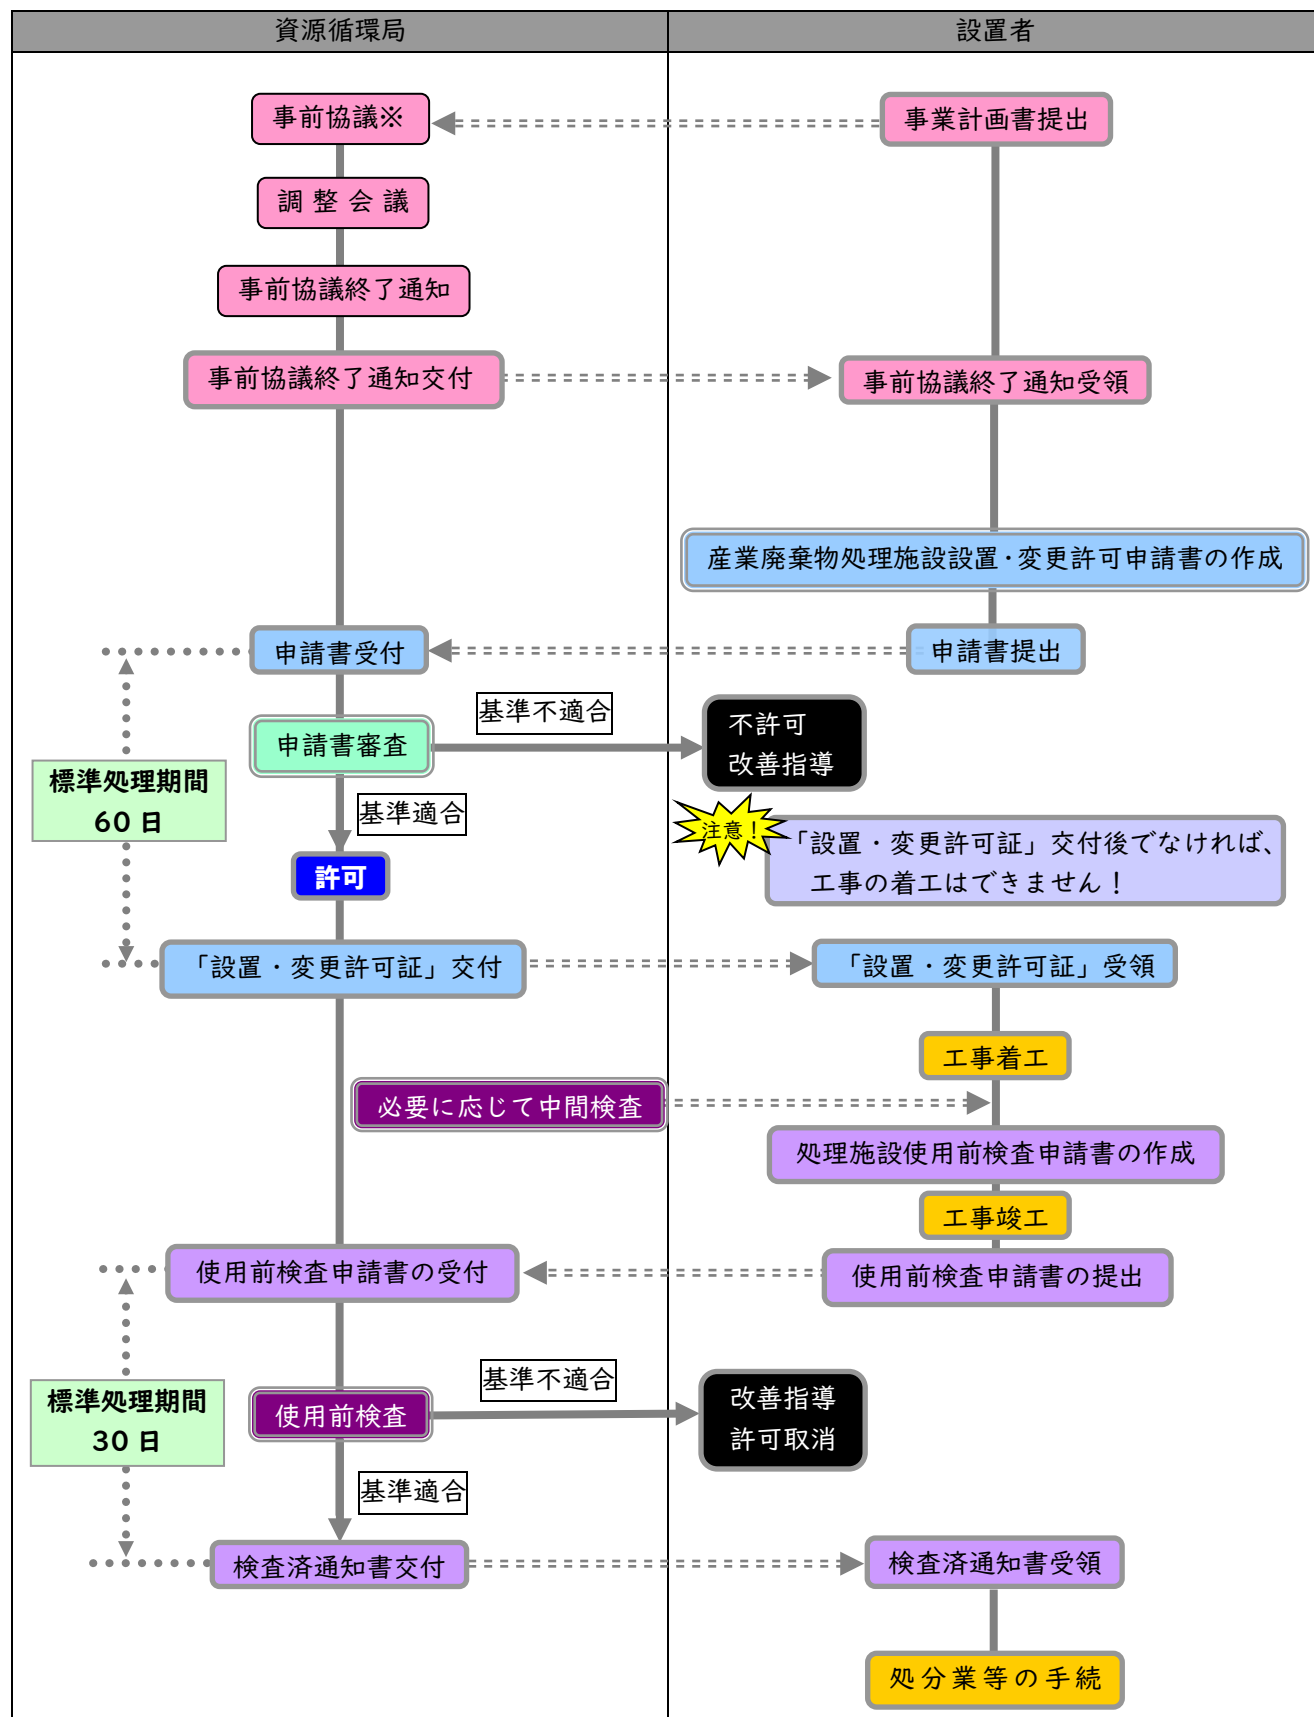 資源循環局
設置者
事前協議※
事業計画書提出
調整会議
事前協議終了通知
事前協議終了通知交付
事前協議終了通知受領
産業廃棄物処理施設設置・変更許可申請書の作成
申請書受付
申請書提出
基準不適合
申請書審査
不許可
改善指導
標準処理期間
60日
基準適合
注意！
「設置・変更許可証」交付後でなければ、
工事の着工はできません！
許可
「設置・変更許可証」交付
「設置・変更許可証」受領
工事着工
必要に応じて中間検査
処理施設使用前検査申請書の作成
工事竣工
使用前検査申請書の受付
使用前検査申請書の提出
基準不適合
使用前検査
改善指導
許可取消
標準処理期間
30日
基準適合
検査済通知書交付
検査済通知書受領
処分業等の手続